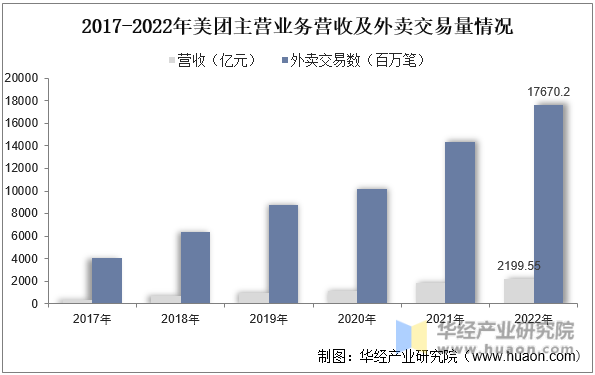 2017-2022年美团主营业务营收及外卖交易量情况
营收（亿元） 外卖交易数（百万笔）
20000
18000
16000
14000
12000
10000
8000
6000
4000
2000
0
17670.2
2199.55
2017年 2018年 2019年 2020年 2021年 2022年
华经产业研究院
www.huaon.com
制图：华经产业研究院（www.huaon.com）